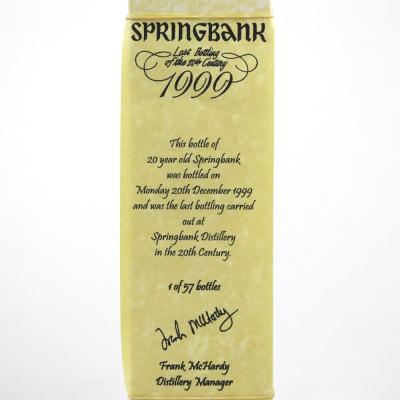 SPRINGBANK
Last Bottling
of the 20th Century
1999
This bottle of
20 year old Springbank
was bottled on
Monday 20th December 1999
and was the last bottling carried
out at
Springbank Distillery
in the 20th Century.
1 of 57 bottles
Frank McHardy
Frank McHardy
Distillery Manager